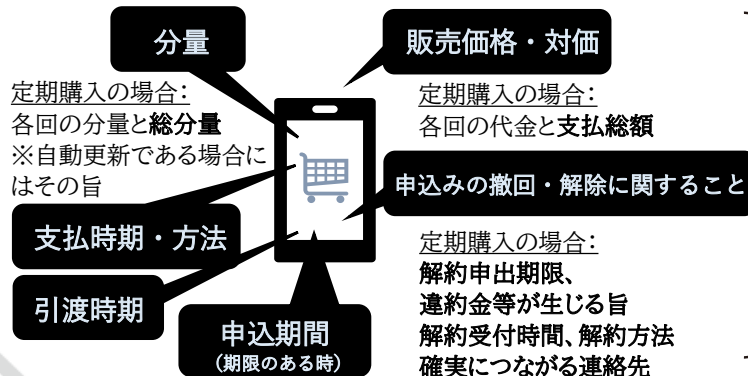 分量
定期購入の場合:
各回の分量と総分量
※自動更新である場合に
はその旨
販売価格・対価
定期購入の場合:
各回の代金と支払総額
支払時期・方法
引渡時期
申込期間
(期限のある時)
申込みの撤回・解除に関すること
定期購入の場合:
解約申出期限、
違約金等が生じる旨
解約受付時間、解約方法
確実につながる連絡先